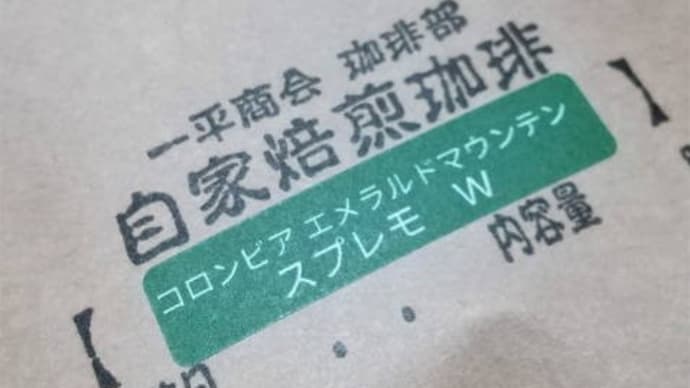 一平商会 珈琲部
自家焙煎珈琲
【 】
コロンビア エメラルドマウンテン
スプレモ W
内容量